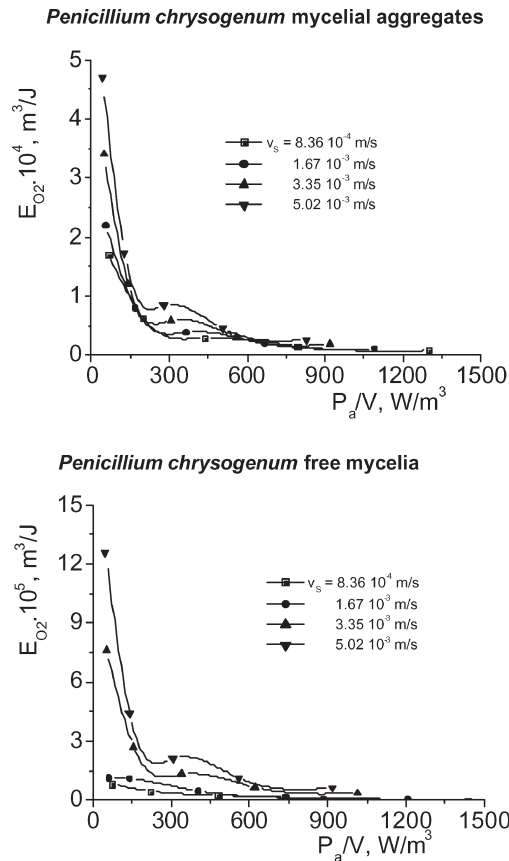 Penicillium chrysogenum mycelial aggregates
E_O2·10^4, m^3/J
5
4
3
2
1
0
v_S = 8.36 10^-4 m/s
1.67 10^-3 m/s
3.35 10^-3 m/s
5.02 10^-3 m/s
0 300 600 900 1200 1500
P_a/V, W/m^3
Penicillium chrysogenum free mycelia
E_O2·10^5, m^3/J
15
12
9
6
3
0
v_S = 8.36 10^-4 m/s
1.67 10^-3 m/s
3.35 10^-3 m/s
5.02 10^-3 m/s
0 300 600 900 1200 1500
P_a/V, W/m^3